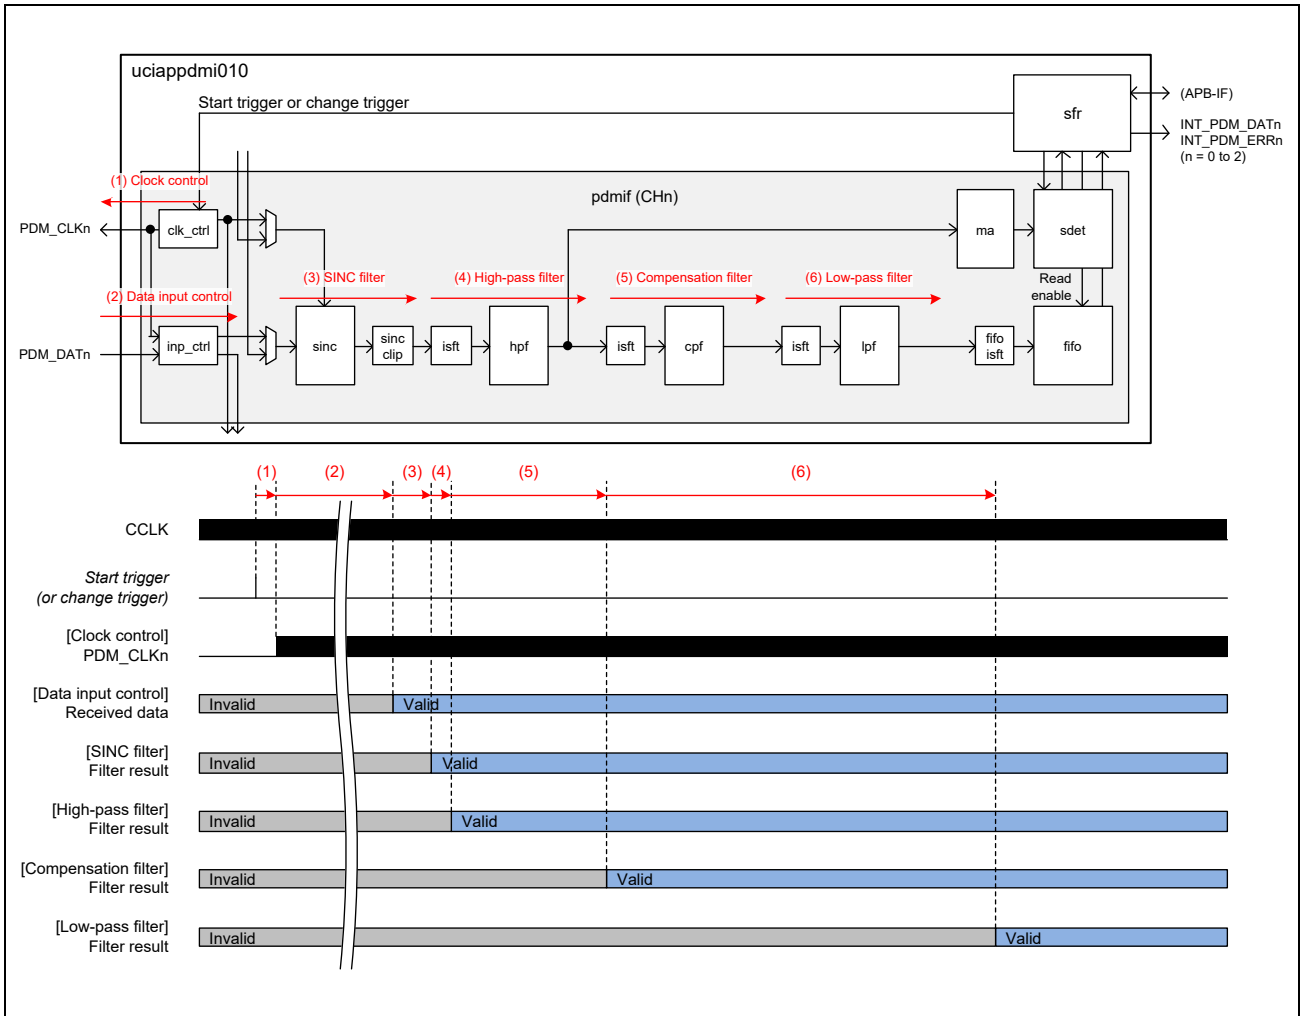 uciappdmi010
Start trigger or change trigger
sfr
(APB-IF)
INT_PDM_DATn
INT_PDM_ERRn
(n = 0 to 2)
(1) Clock control
pdmif (CHn)
PDM_CLKn
clk_ctrl
ma
sdet
(3) SINC filter
(4) High-pass filter
(5) Compensation filter
(6) Low-pass filter
Read
enable
(2) Data input control
PDM_DATn
inp_ctrl
sinc
sinc
clip
isft
hpf
isft
cpf
isft
lpf
fifo
isft
fifo
(1)
(2)
(3)
(4)
(5)
(6)
CCLK
Start trigger
(or change trigger)
[Clock control]
PDM_CLKn
[Data input control]
Received data
Invalid
Valid
[SINC filter]
Filter result
Invalid
Valid
[High-pass filter]
Filter result
Invalid
Valid
[Compensation filter]
Filter result
Invalid
Valid
[Low-pass filter]
Filter result
Invalid
Valid